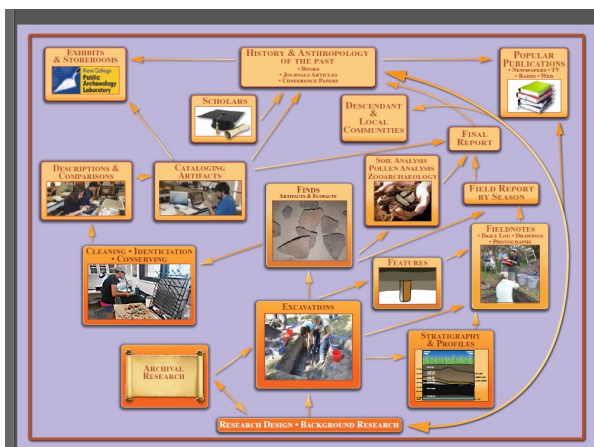 EXHIBITS
& STOREROOMS
New College
Public
Archaeology
Laboratory
HISTORY & ANTHROPOLOGY
OF THE PAST
• BOOKS
• JOURNALS ARTICLES
• CONFERENCE PAPERS
POPULAR
PUBLICATIONS
• NEWSPAPERS • TV
• RADIO • WEB
SCHOLARS
DESCENDANT
&
LOCAL
COMMUNITIES
FINAL
REPORT
DESCRIPTIONS &
COMPARISONS
CATALOGING
ARTIFACTS
SOIL ANALYSIS
POLLEN ANALYSIS
ZOOARCHAEOLOGY
FINDS
ARTIFACTS & ECOFACTS
FIELD REPORT
BY SEASON
CLEANING • IDENTICIATION
• CONSERVING
FIELDNOTES
• DAILY LOG • DRAWINGS
• PHOTOGRAPHS
FEATURES
EXCAVATIONS
STRATIGRAPHY
& PROFILES
ARCHIVAL
RESEARCH
RESEARCH DESIGN • BACKGROUND RESEARCH